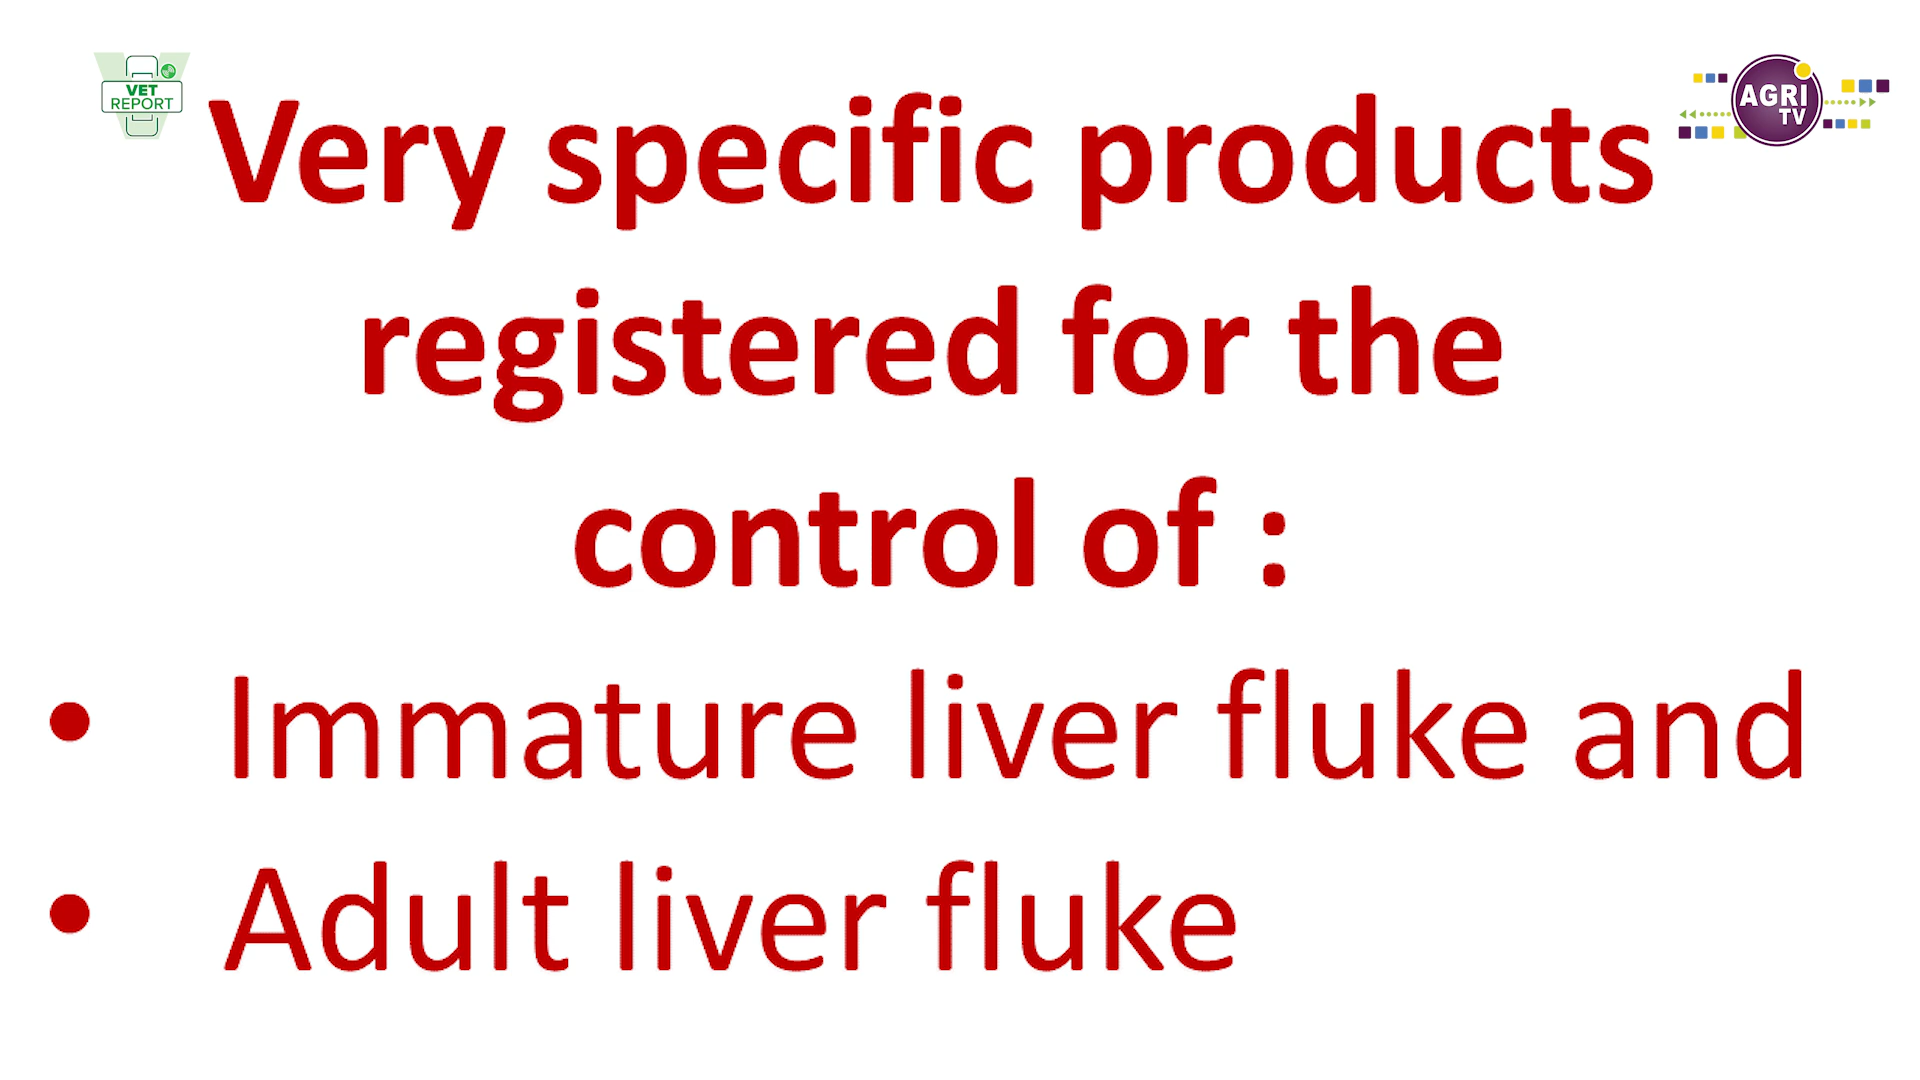 VET
REPORT
AGRI
TV
Very specific products
registered for the
control of :
• Immature liver fluke and
• Adult liver fluke